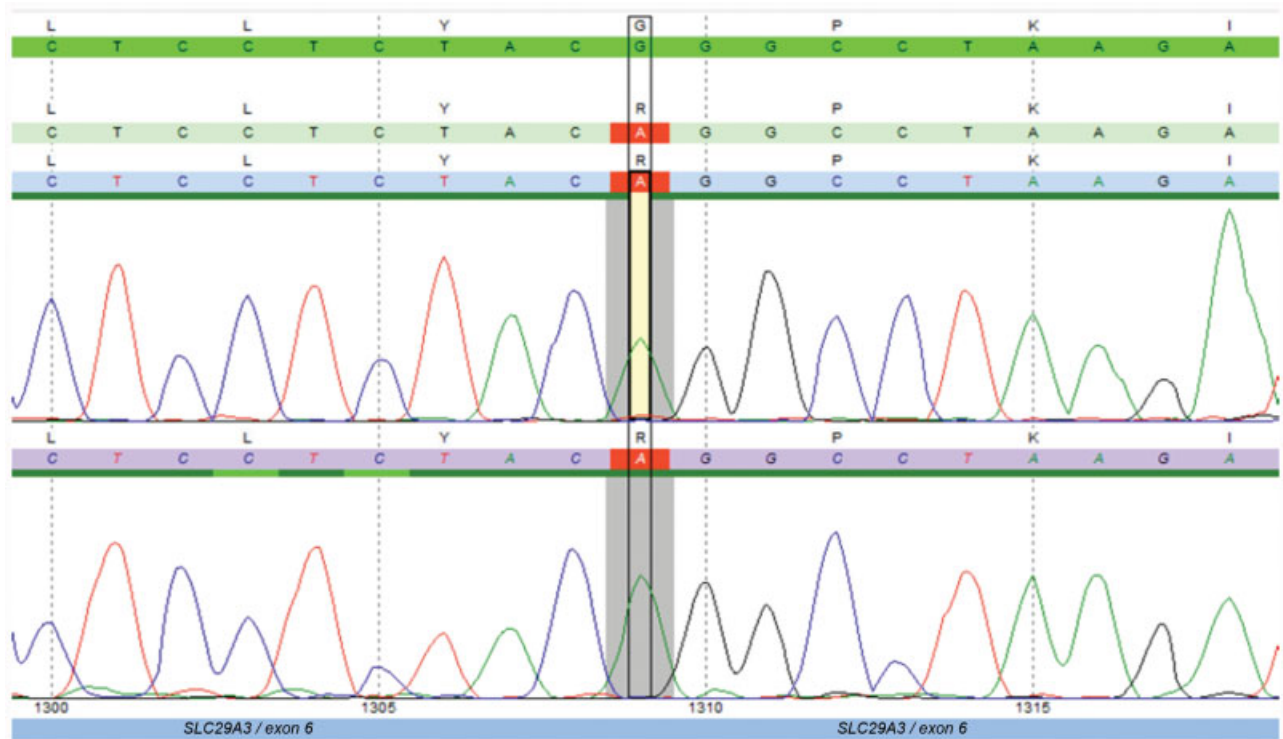 L L Y G P K I
C T C C T C T A C G G G C C T A A G A
L L Y R P K I
C T C C T C T A C A G G C C T A A G A
L L Y R P K I
C T C C T C T A C A G G C C T A A G A
L L Y R P K I
C T C C T C T A C A G G C C T A A G A
1300 1305 1310 1315
SLC29A3 / exon 6 SLC29A3 / exon 6